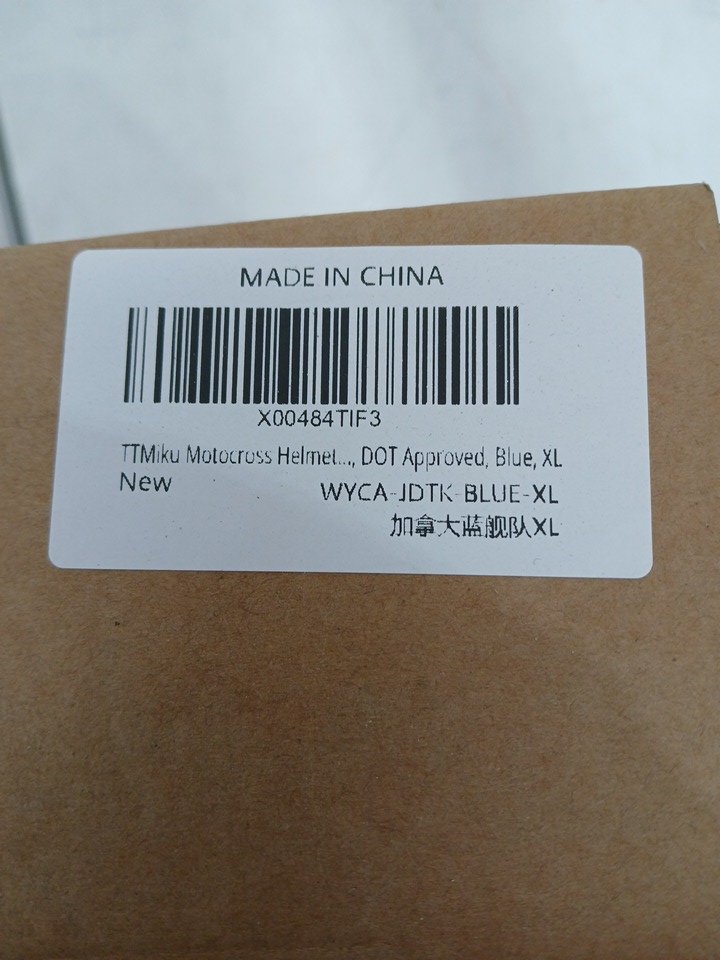 MADE IN CHINA
X00484TIF3
TTMiku Motocross Helmet..., DOT Approved, Blue, XL
New
WYCA-JDTK-BLUE-XL
加拿大蓝舰队XL